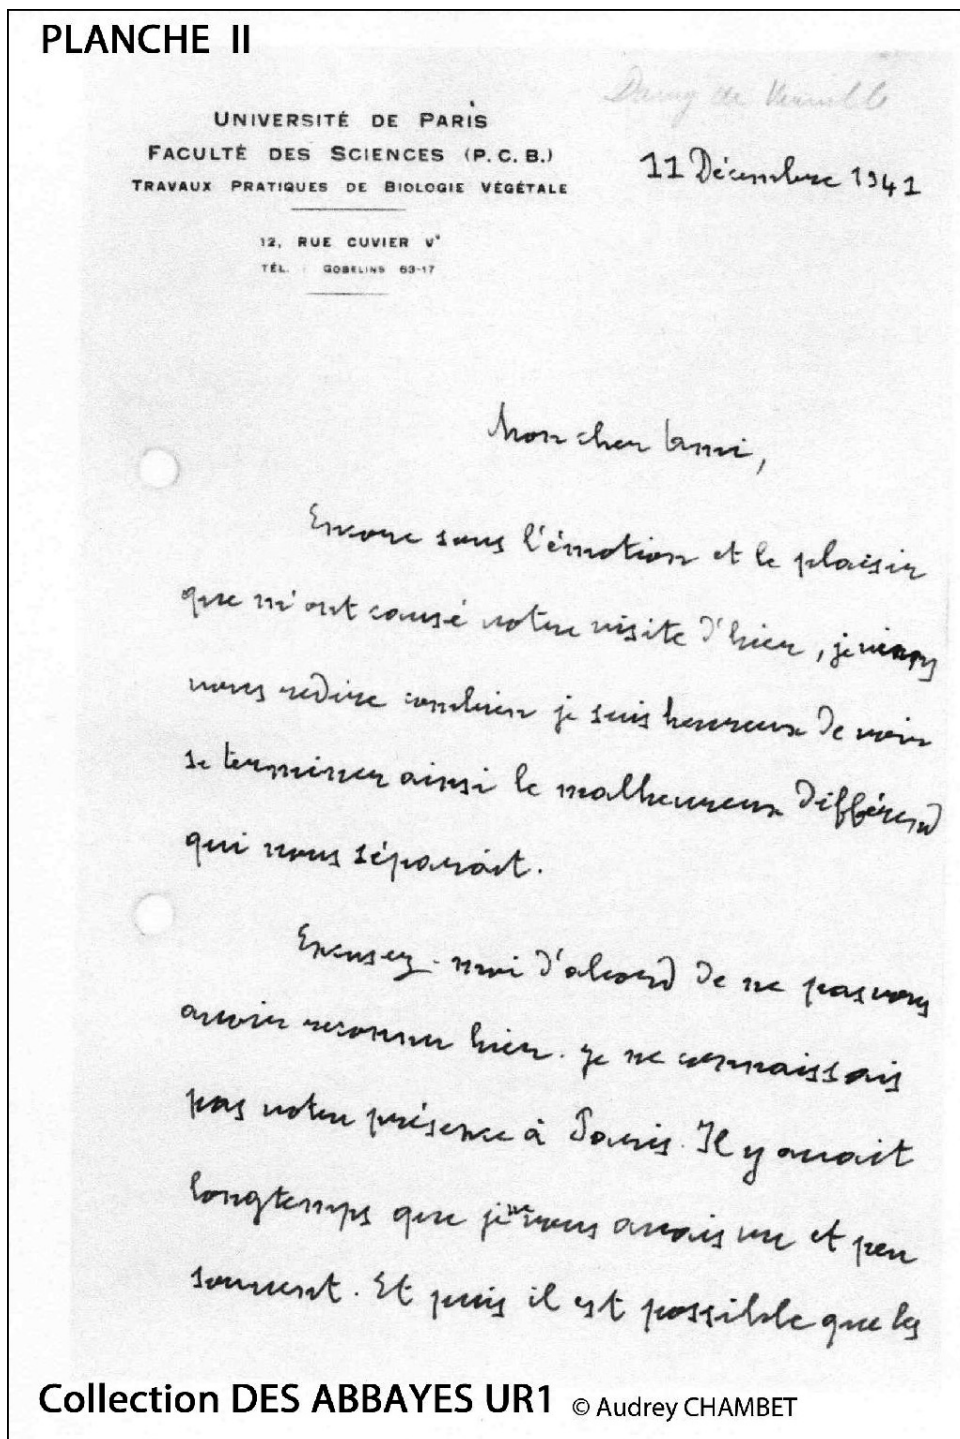 PLANCHE II
UNIVERSITÉ DE PARIS
FACULTÉ DES SCIENCES (P.C.B.)
TRAVAUX PRATIQUES DE BIOLOGIE VÉGÉTALE
12, RUE CUVIER Vᵉ
TÉL. : GOBELINS 63-17
11 Décembre 1941
Mon cher Ami,
Encore sous l'émotion et le plaisir
que m'ont causé votre visite d'hier, je viens
vous redire combien je suis heureux de voir
se terminer ainsi le malheureux différend
qui nous séparait.
Excusez-moi d'abord de ne pas vous
avoir reconnu hier. Je ne connaissais
pas votre présence à Paris. Il y avait
longtemps que je ne vous avais vu et peu
souvent. Et puis il est possible que les
Collection DES ABBAYES UR1 © Audrey CHAMBET